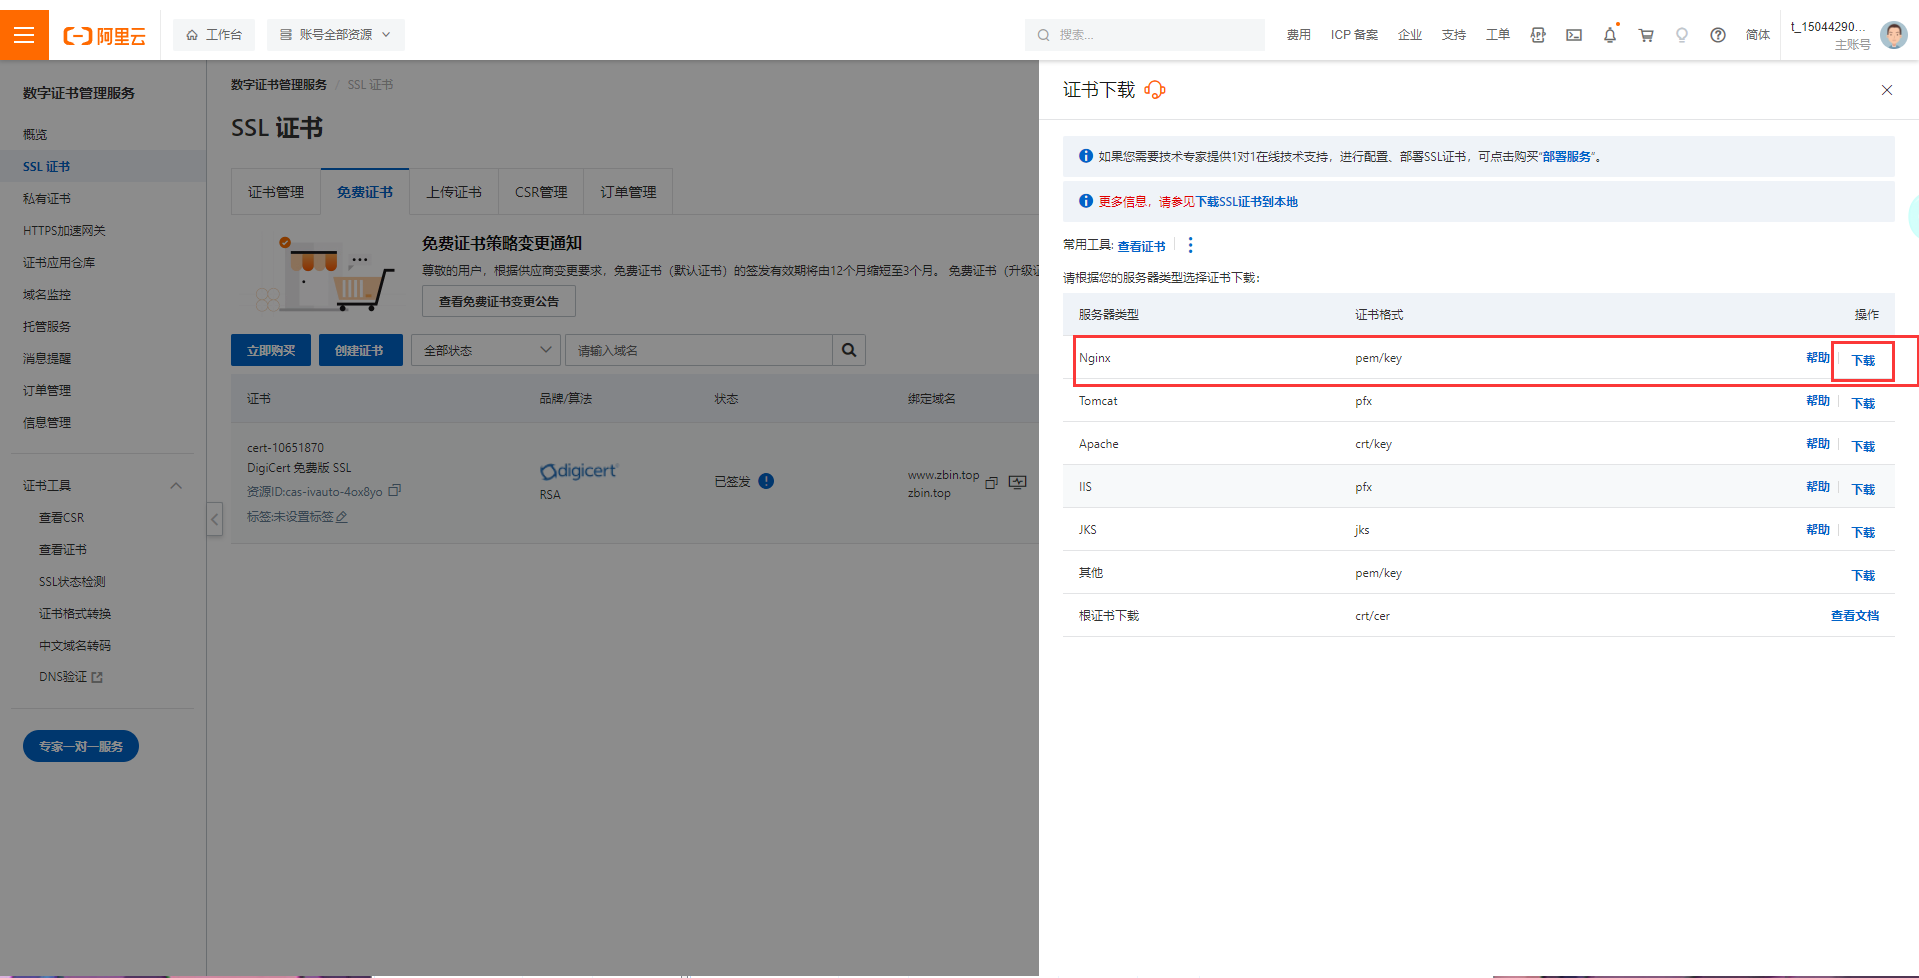 阿里云
工作台
账号全部资源
搜索...
费用
ICP 备案
企业
支持
工单
简体
t_15044290...
主账号
数字证书管理服务
概览
SSL 证书
私有证书
HTTPS加速网关
证书应用仓库
域名监控
托管服务
消息提醒
订单管理
信息管理
证书工具
查看CSR
查看证书
SSL状态检测
证书格式转换
中文域名转码
DNS验证
专家一对一服务
数字证书管理服务 / SSL 证书
SSL 证书
证书管理
免费证书
上传证书
CSR管理
订单管理
免费证书策略变更通知
尊敬的用户，根据供应商变更要求，免费证书（默认证书）的签发有效期将由12个月缩短至3个月。 免费证书（升级证
查看免费证书变更公告
立即购买
创建证书
全部状态
请输入域名
证书 品牌/算法 状态 绑定域名
cert-10651870
DigiCert 免费版 SSL
资源ID:cas-ivauto-4ox8yo
标签:未设置标签
digicert
RSA
已签发
www.zbin.top
zbin.top
证书下载
如果您需要技术专家提供1对1在线技术支持，进行配置、部署SSL证书，可点击购买“部署服务”。
更多信息，请参见下载SSL证书到本地
常用工具: 查看证书
请根据您的服务器类型选择证书下载：
服务器类型 证书格式 操作
Nginx pem/key 帮助 下载
Tomcat pfx 帮助 下载
Apache crt/key 帮助 下载
IIS pfx 帮助 下载
JKS jks 帮助 下载
其他 pem/key 下载
根证书下载 crt/cer 查看文档